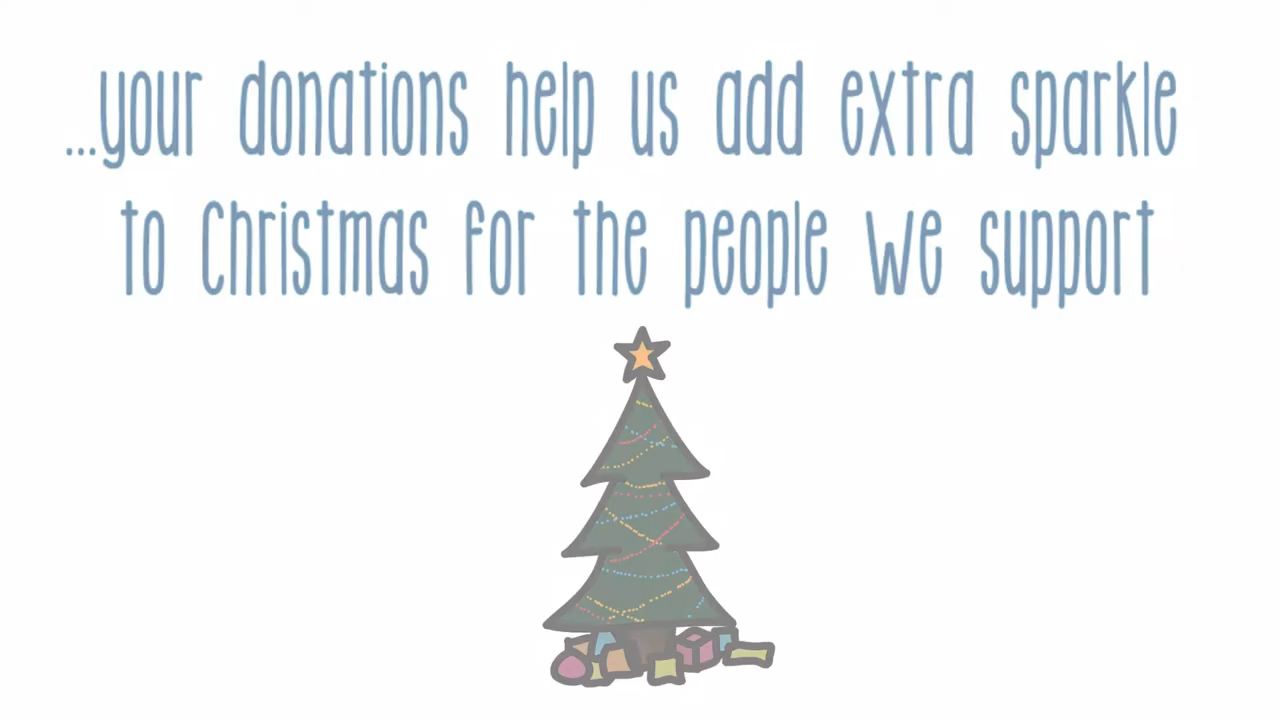 ...your donations help us add extra sparkle
to Christmas for the people we support